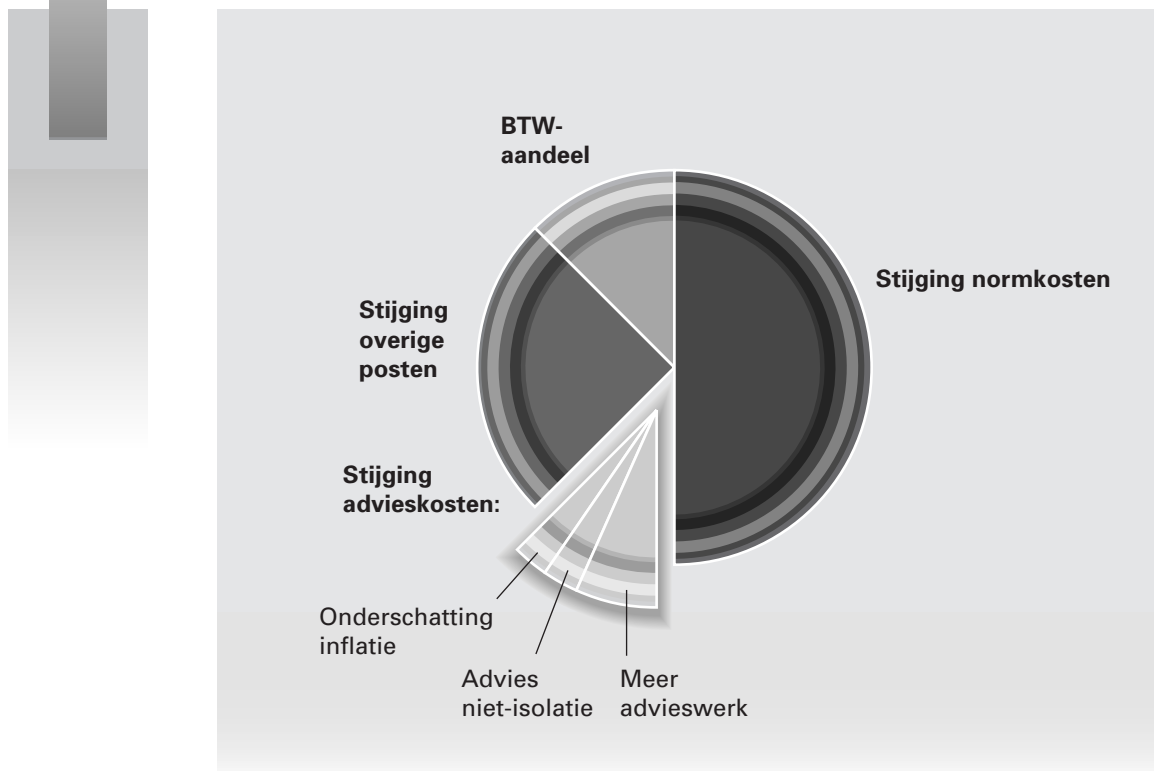 BTW-
aandeel
Stijging normkosten
Stijging
overige
posten
Stijging
advieskosten:
Onderschatting
inflatie
Advies
niet-isolatie
Meer
advieswerk